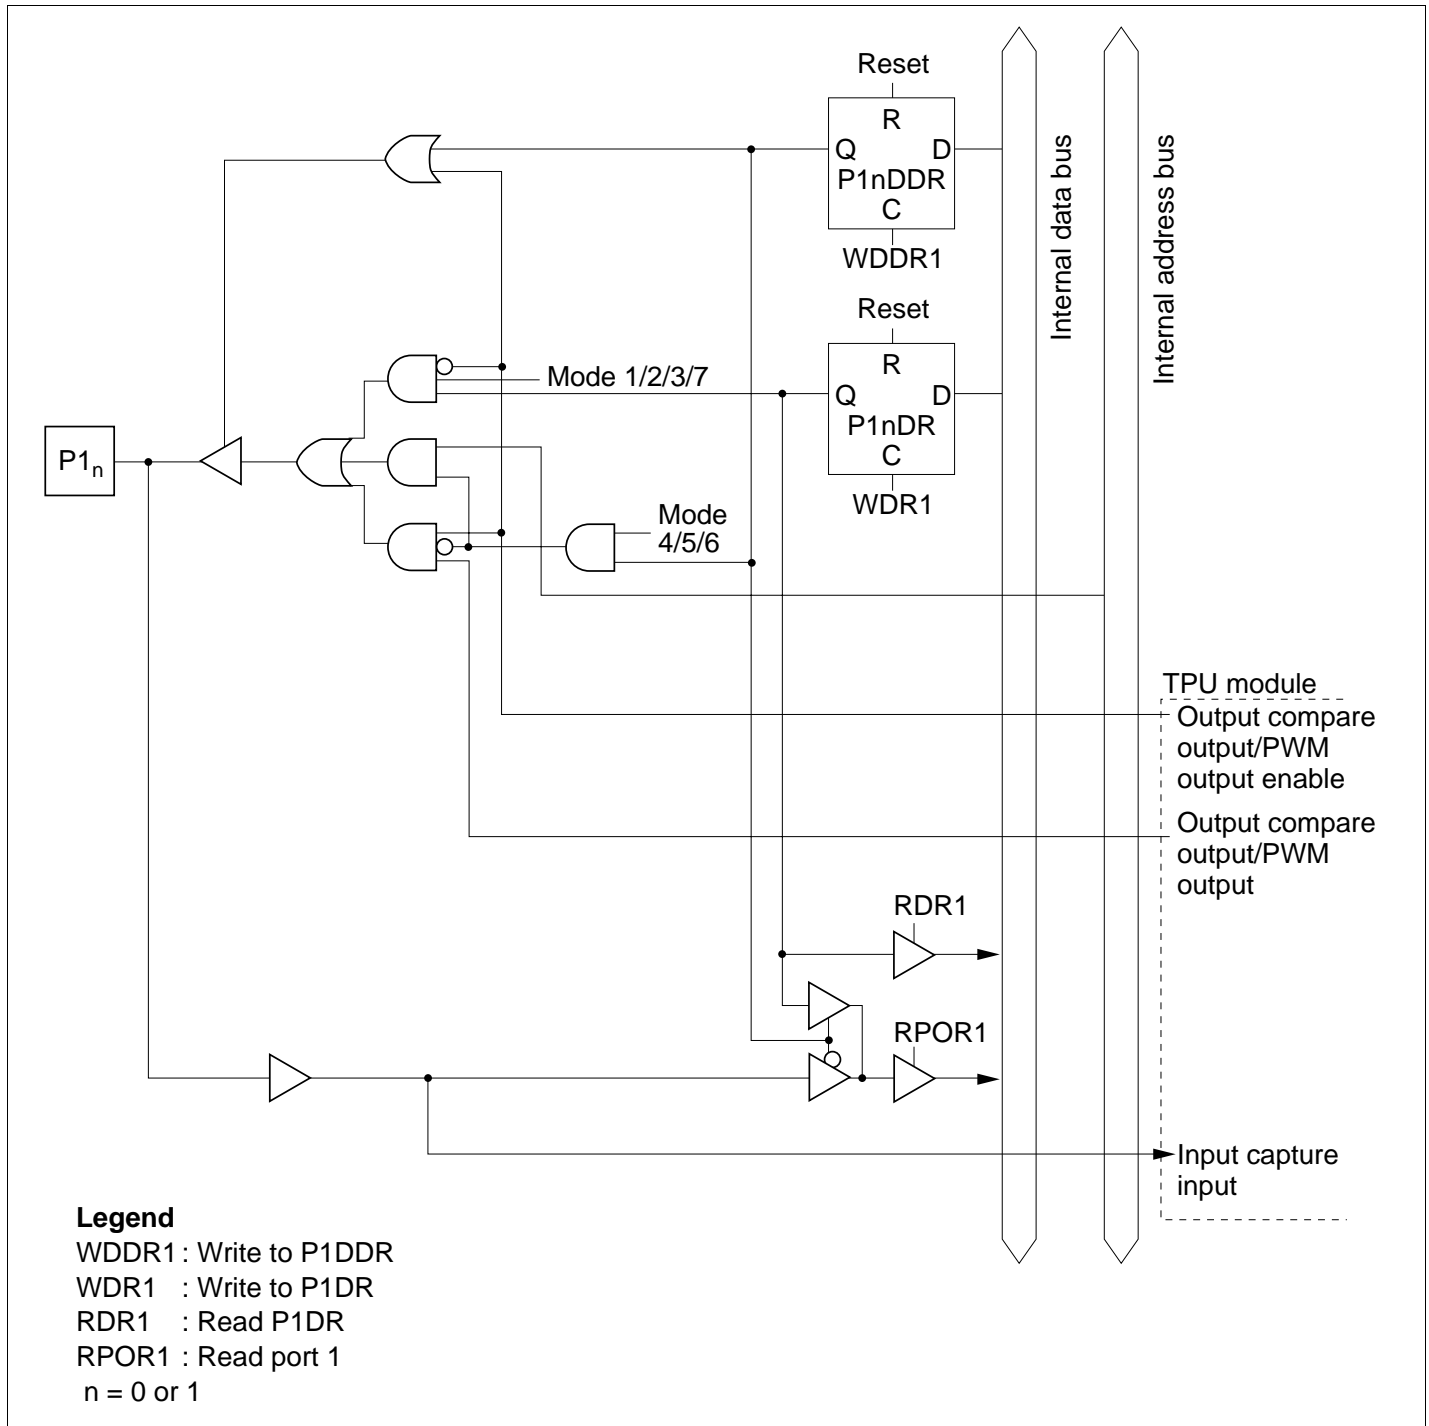 Reset
R
Q D
P1nDDR
C
WDDR1
Internal data bus
Internal address bus
Reset
R
Mode 1/2/3/7
Q D
P1nDR
C
WDR1
P1n
Mode
4/5/6
TPU module
Output compare
output/PWM
output enable
Output compare
output/PWM
output
RDR1
RPOR1
Input capture
input
Legend
WDDR1 : Write to P1DDR
WDR1 : Write to P1DR
RDR1 : Read P1DR
RPOR1 : Read port 1
n = 0 or 1